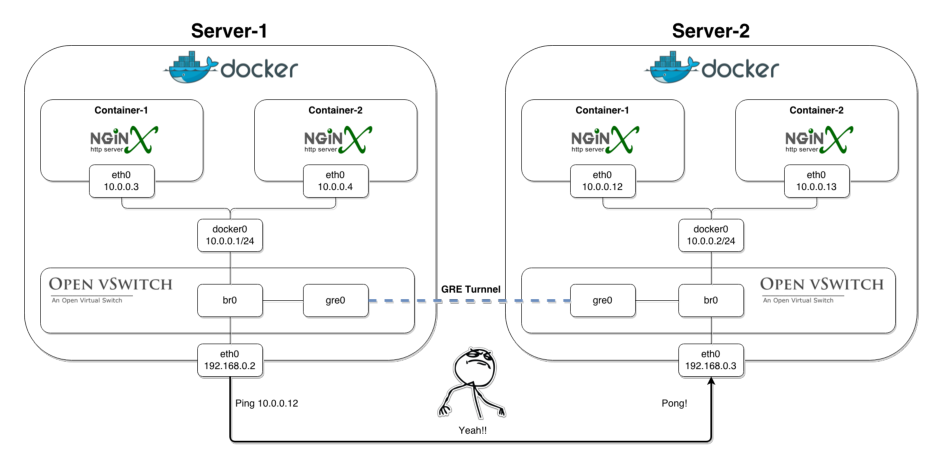 Server-1
Server-2
docker
docker
Container-1
Container-2
Container-1
Container-2
NGiNX
http server
NGiNX
http server
NGiNX
http server
NGiNX
http server
eth0
10.0.0.3
eth0
10.0.0.4
eth0
10.0.0.12
eth0
10.0.0.13
docker0
10.0.0.1/24
docker0
10.0.0.2/24
OPEN VSWITCH
An Open Virtual Switch
br0
gre0
GRE Turnnel
gre0
br0
OPEN VSWITCH
An Open Virtual Switch
eth0
192.168.0.2
eth0
192.168.0.3
Ping 10.0.0.12
Pong!
Yeah!!